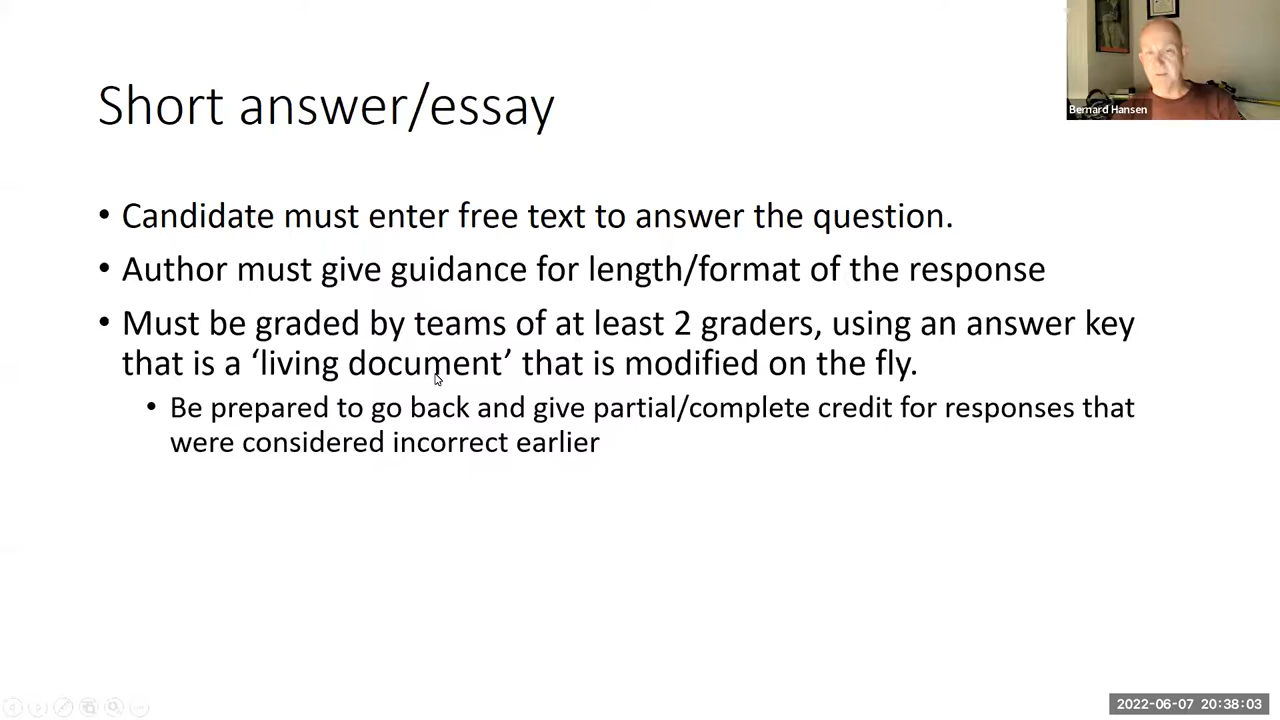 Short answer/essay
• Candidate must enter free text to answer the question.
• Author must give guidance for length/format of the response
• Must be graded by teams of at least 2 graders, using an answer key
that is a ‘living document’ that is modified on the fly.
• Be prepared to go back and give partial/complete credit for responses that
were considered incorrect earlier
Bernard Hansen
2022-06-07 20:38:03